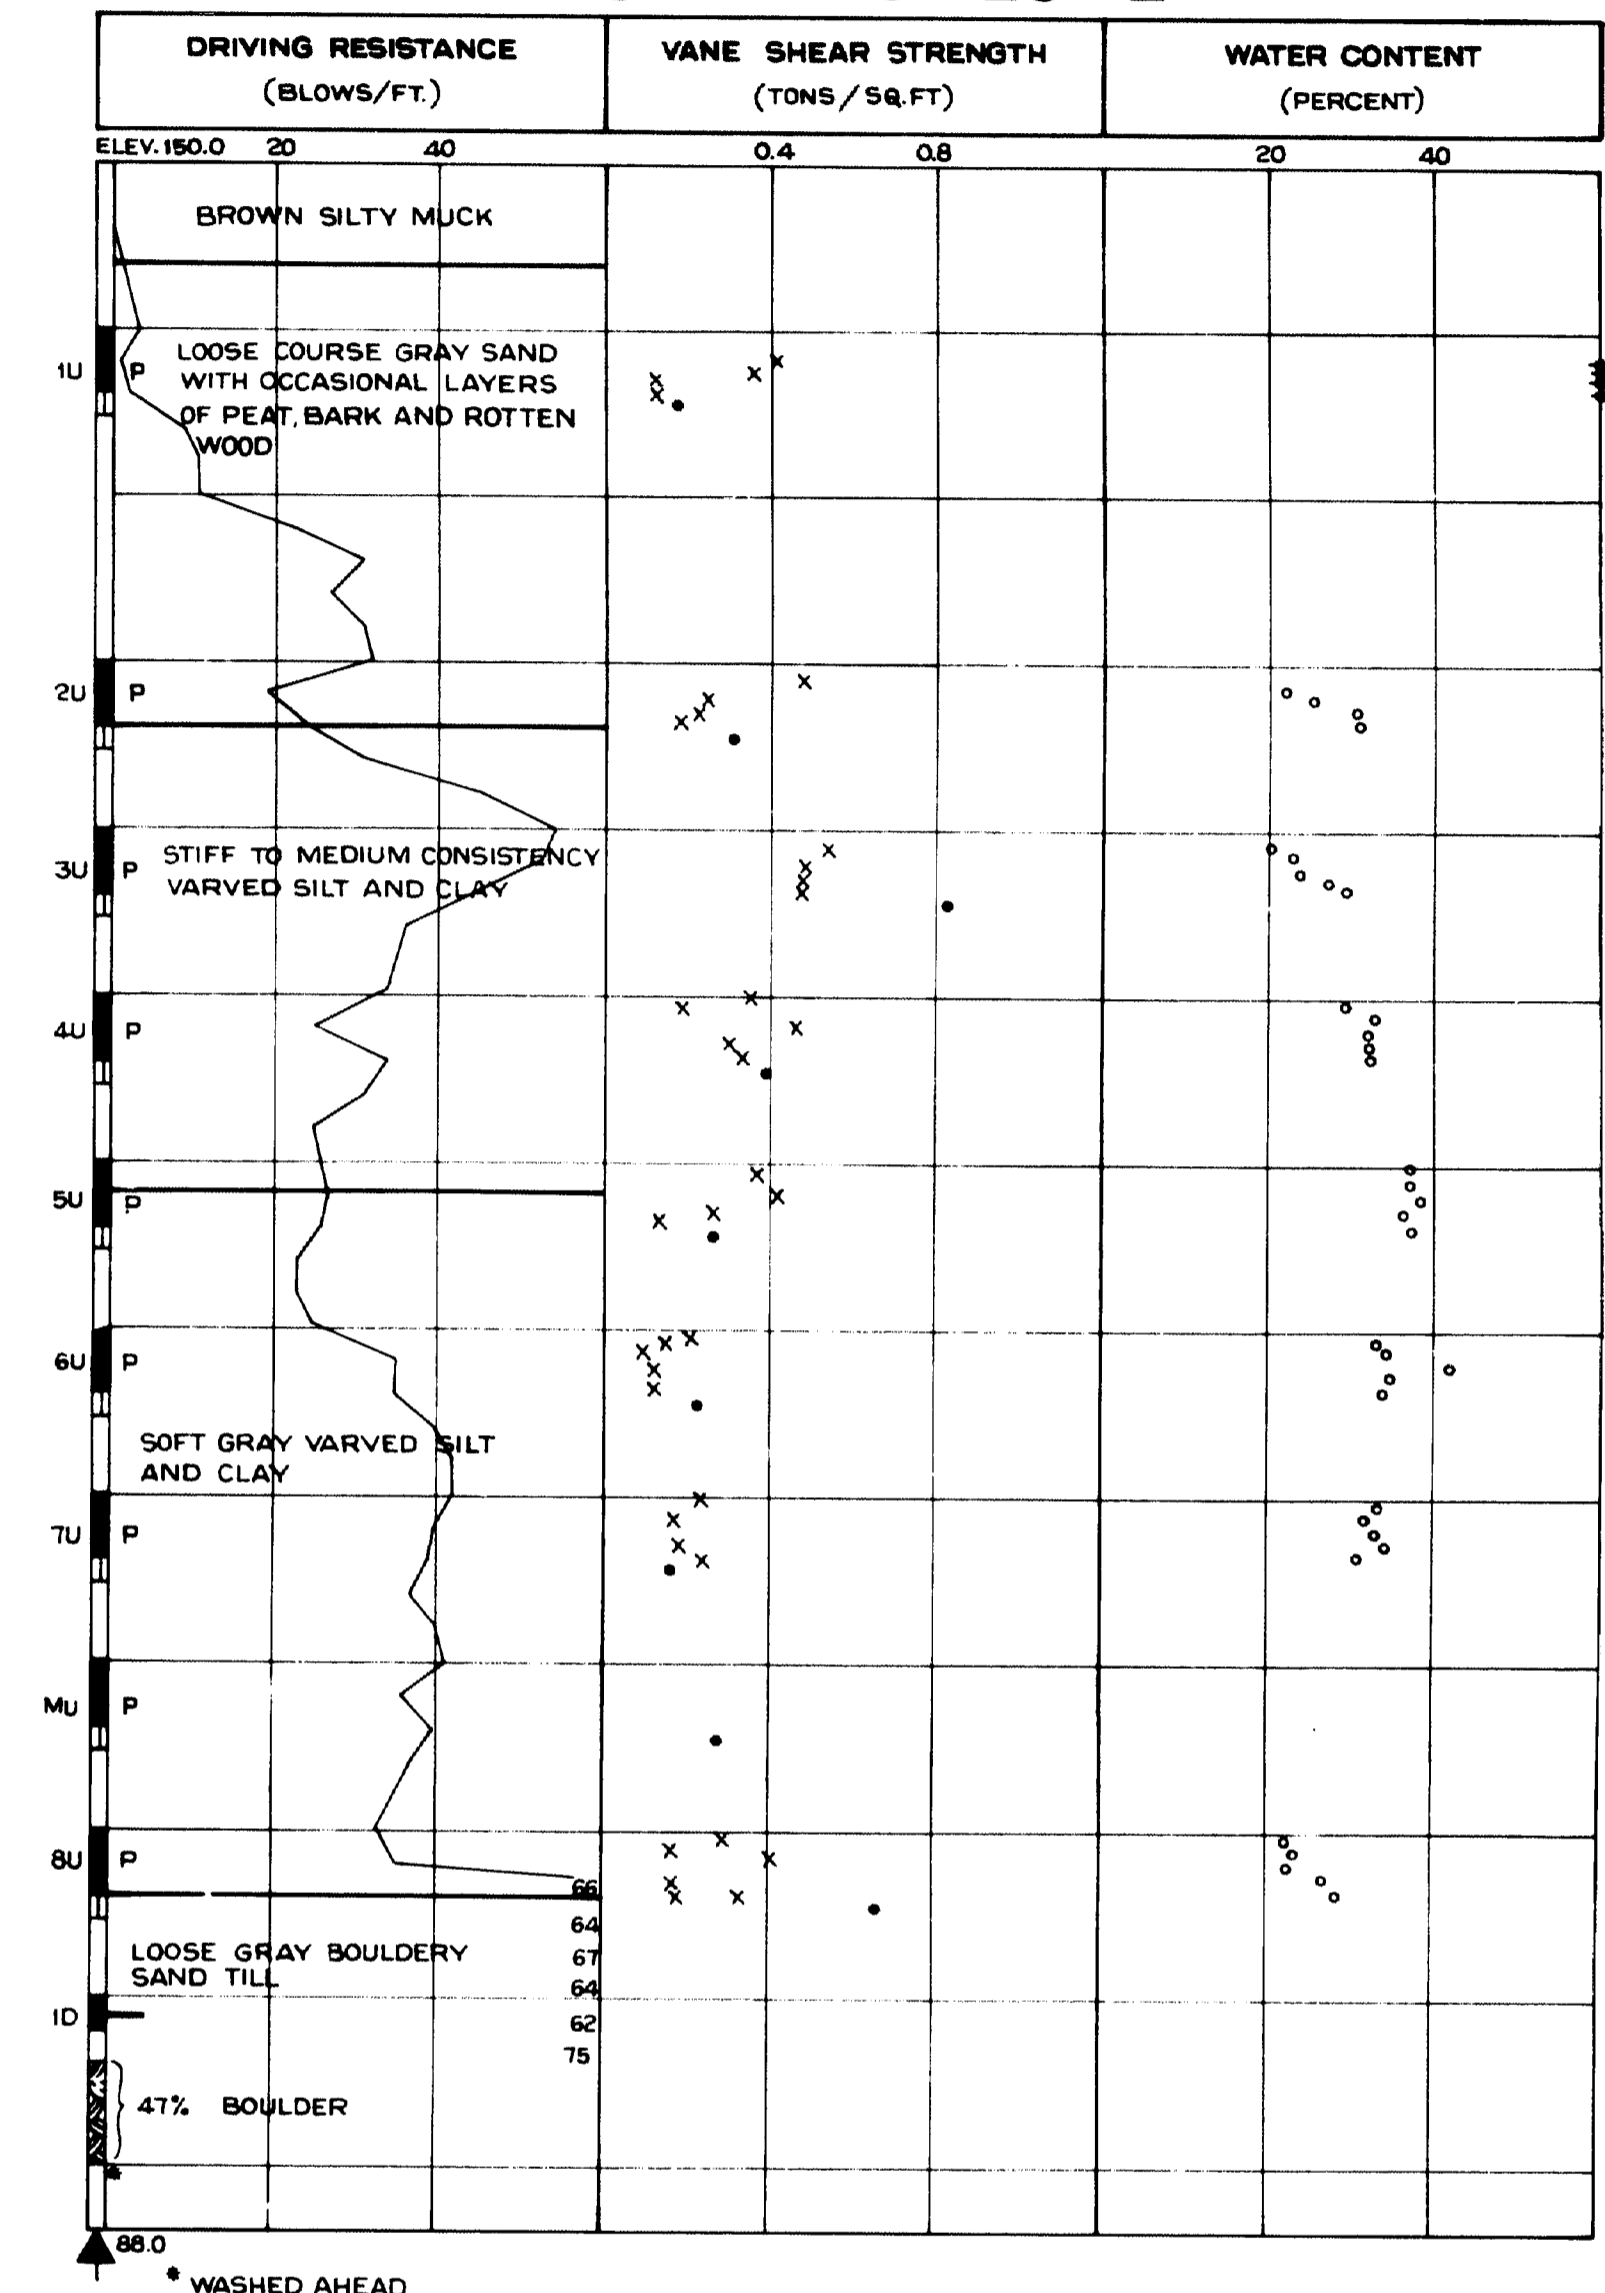 DRIVING RESISTANCE
(BLOWS/FT.)
VANE SHEAR STRENGTH
(TONS/SQ.FT)
WATER CONTENT
(PERCENT)
ELEV. 150.0 20 40 0.4 0.8 20 40
BROWN SILTY MUCK
1U P
LOOSE COURSE GRAY SAND
WITH OCCASIONAL LAYERS
OF PEAT, BARK AND ROTTEN
WOOD
2U P
3U P
STIFF TO MEDIUM CONSISTENCY
VARVED SILT AND CLAY
4U P
5U P
6U P
SOFT GRAY VARVED SILT
AND CLAY
7U P
MU P
8U P
66
64
LOOSE GRAY BOULDERY
SAND TILL
67
64
1D
62
75
47% BOULDER
*
88.0
* WASHED AHEAD